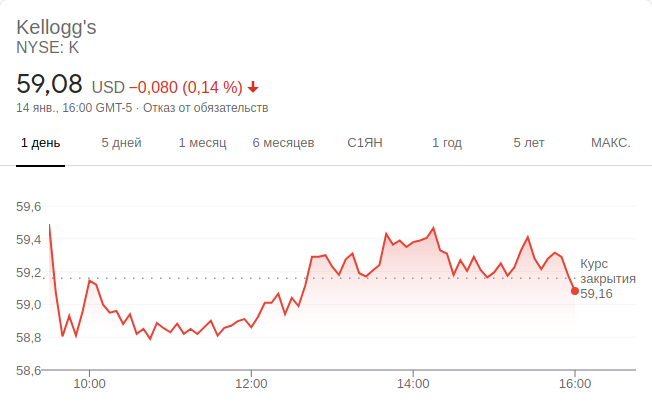 Kellogg's
NYSE: K
59,08 USD −0,080 (0,14 %) ↓
14 янв., 16:00 GMT-5 · Отказ от обязательств
1 день 5 дней 1 месяц 6 месяцев С1ЯН 1 год 5 лет МАКС.
59,6
59,4
59,2
59,0
58,8
58,6
Курс
закрытия
59,16
10:00 12:00 14:00 16:00